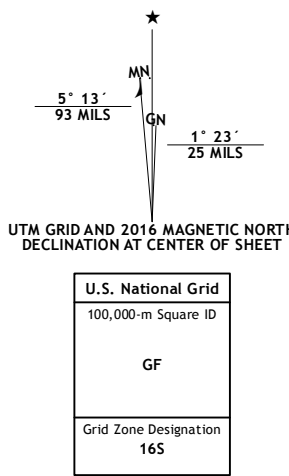 ★
MN.
5° 13´
93 MILS
GN
1° 23´
25 MILS
UTM GRID AND 2016 MAGNETIC NORTH
DECLINATION AT CENTER OF SHEET
U.S. National Grid
100,000-m Square ID
GF
Grid Zone Designation
16S